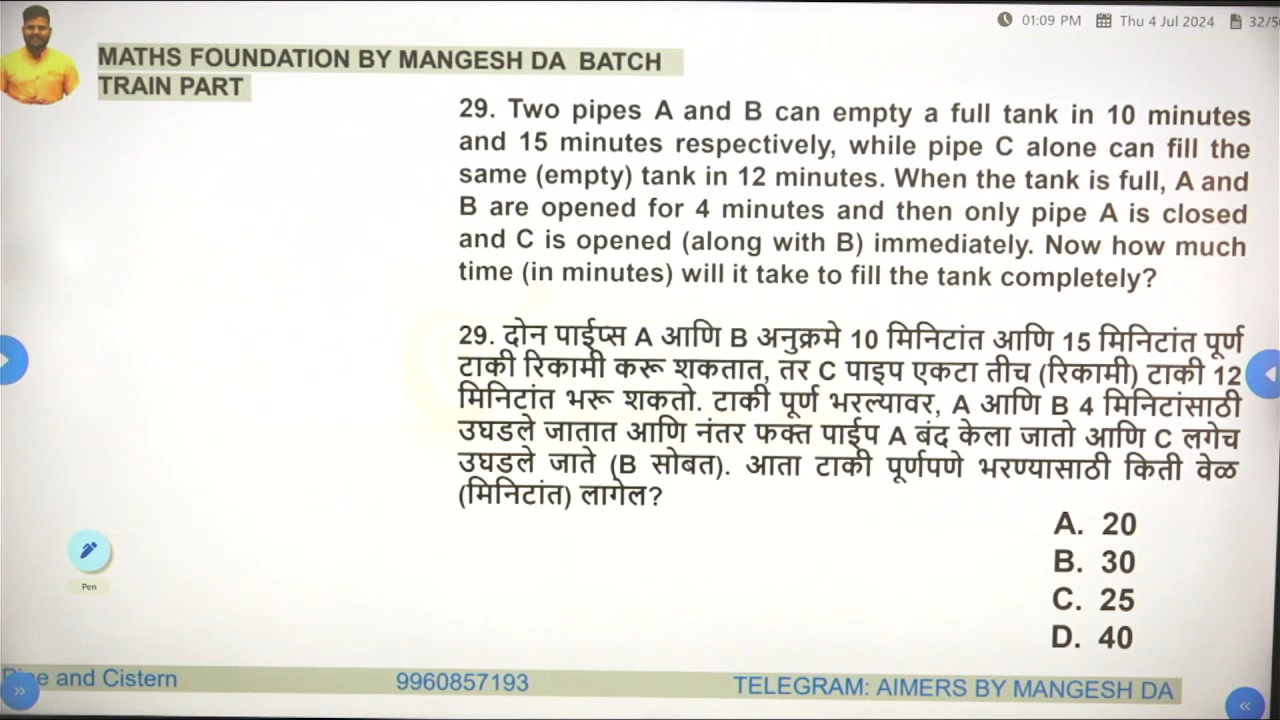 01:09 PM Thu 4 Jul 2024 32/5
MATHS FOUNDATION BY MANGESH DA BATCH
TRAIN PART
29. Two pipes A and B can empty a full tank in 10 minutes
and 15 minutes respectively, while pipe C alone can fill the
same (empty) tank in 12 minutes. When the tank is full, A and
B are opened for 4 minutes and then only pipe A is closed
and C is opened (along with B) immediately. Now how much
time (in minutes) will it take to fill the tank completely?
29. दोन पाईप्स A आणि B अनुक्रमे 10 मिनिटांत आणि 15 मिनिटांत पूर्ण
टाकी रिकामी करू शकतात, तर C पाइप एकटा तीच (रिकामी) टाकी 12
मिनिटांत भरू शकतो. टाकी पूर्ण भरल्यावर, A आणि B 4 मिनिटांसाठी
उघडले जातात आणि नंतर फक्त पाईप A बंद केला जातो आणि C लगेच
उघडले जाते (B सोबत). आता टाकी पूर्णपणे भरण्यासाठी किती वेळ
(मिनिटांत) लागेल?
A. 20
B. 30
C. 25
D. 40
Pen
and Cistern 9960857193 TELEGRAM: AIMERS BY MANGESH DA